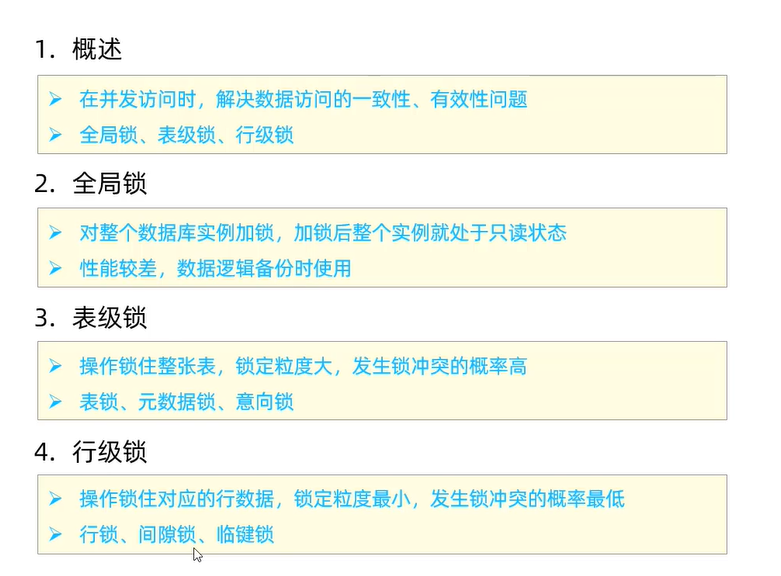 1. 概述
➢ 在并发访问时，解决数据访问的一致性、有效性问题
➢ 全局锁、表级锁、行级锁
2. 全局锁
➢ 对整个数据库实例加锁，加锁后整个实例就处于只读状态
➢ 性能较差，数据逻辑备份时使用
3. 表级锁
➢ 操作锁住整张表，锁定粒度大，发生锁冲突的概率高
➢ 表锁、元数据锁、意向锁
4. 行级锁
➢ 操作锁住对应的行数据，锁定粒度最小，发生锁冲突的概率最低
➢ 行锁、间隙锁、临键锁